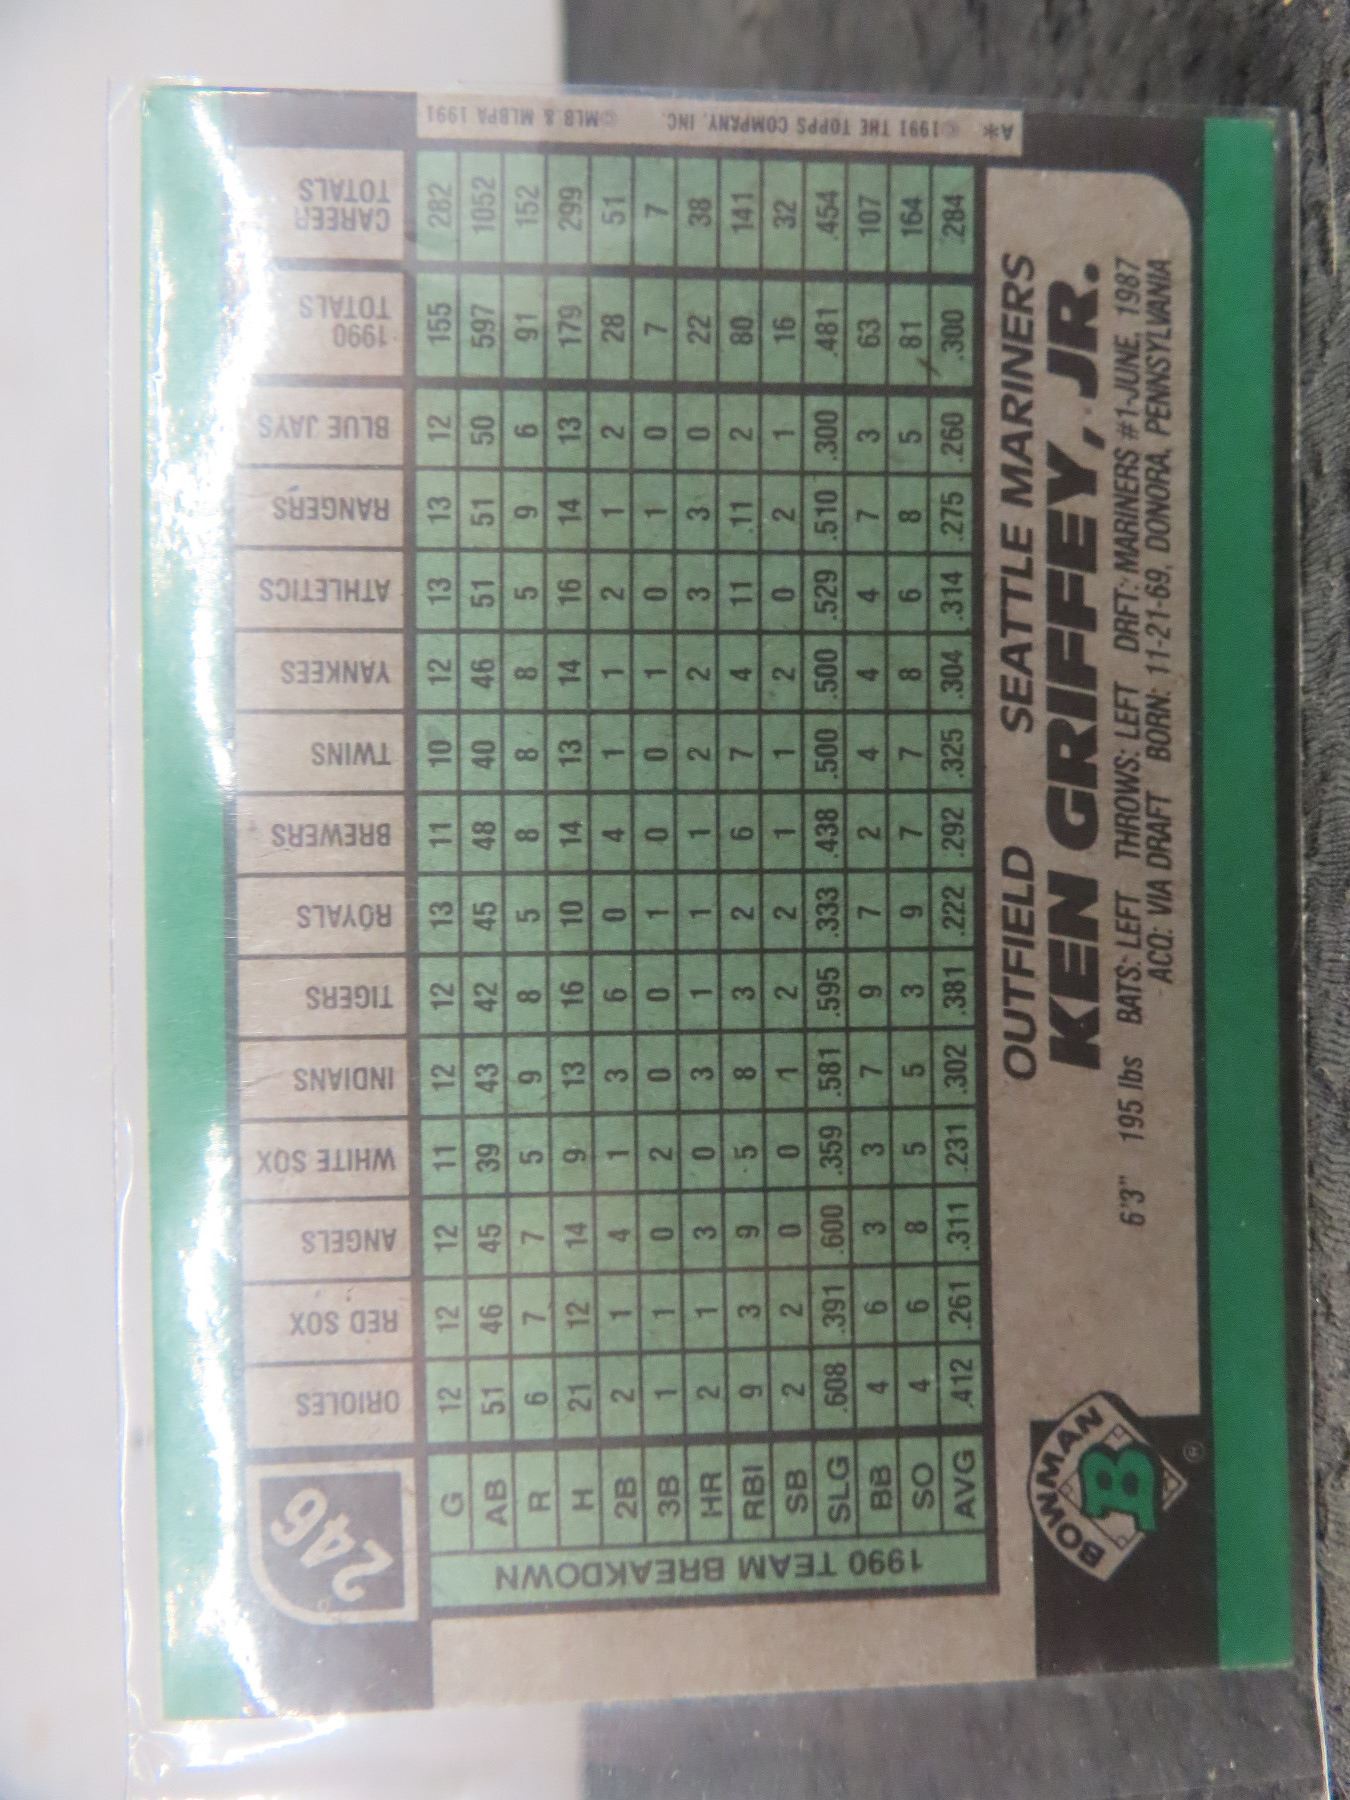 246
BOWMAN
B
®
OUTFIELD SEATTLE MARINERS
KEN GRIFFEY, JR.
6'3" 195 lbs BATS: LEFT THROWS: LEFT DRFT: MARINERS #1-JUNE, 1987
ACQ: VIA DRAFT BORN: 11-21-69, DONORA, PENNSYLVANIA
1990 TEAM BREAKDOWN
G AB R H 2B 3B HR RBI SB SLG BB SO AVG
ORIOLES 12 51 6 21 2 1 2 9 2 .608 4 4 .412
RED SOX 12 46 7 12 1 1 1 3 2 .391 6 6 .261
ANGELS 12 45 7 14 4 0 3 9 0 .600 3 8 .311
WHITE SOX 11 39 5 9 1 2 0 5 0 .359 3 5 .231
INDIANS 12 43 9 13 3 0 3 8 1 .581 7 5 .302
TIGERS 12 42 8 16 6 0 1 3 2 .595 9 3 .381
ROYALS 13 45 5 10 0 1 1 2 2 .333 7 9 .222
BREWERS 11 48 8 14 4 0 1 6 1 .438 2 7 .292
TWINS 10 40 8 13 1 0 2 7 1 .500 4 7 .325
YANKEES 12 46 8 14 1 1 2 4 2 .500 4 8 .304
ATHLETICS 13 51 5 16 2 0 3 11 0 .529 4 6 .314
RANGERS 13 51 9 14 1 1 3 11 2 .510 7 8 .275
BLUE JAYS 12 50 6 13 2 0 0 2 1 .300 3 5 .260
1990 TOTALS 155 597 91 179 28 7 22 80 16 .481 63 81 .300
CAREER TOTALS 282 1052 152 299 51 7 38 141 32 .454 107 164 .284
A* ©1991 THE TOPPS COMPANY, INC. ©MLB & MLBPA 1991